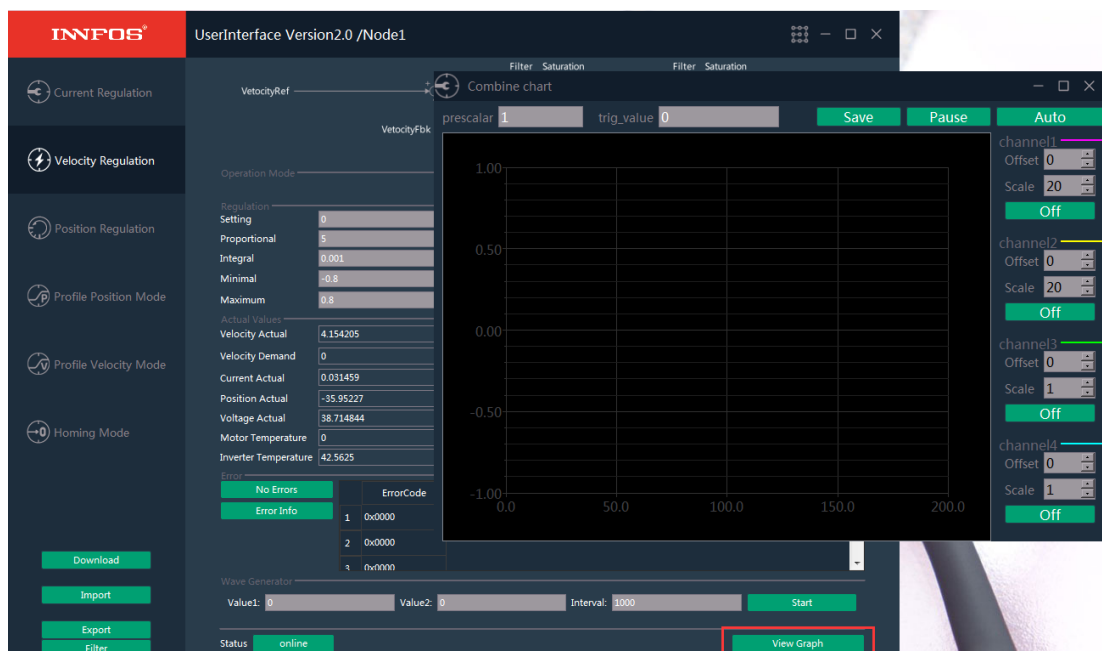 INNFOS®
UserInterface Version2.0 /Node1
Current Regulation
Velocity Regulation
Position Regulation
Profile Position Mode
Profile Velocity Mode
Homing Mode
Download
Import
Export
Filter
Filter Saturation
Filter Saturation
VetocityRef
+
VetocityFbk
Operation Mode
Regulation
Setting 0
Proportional 5
Integral 0.001
Minimal -0.8
Maximum 0.8
Actual Values
Velocity Actual 4.154205
Velocity Demand 0
Current Actual 0.031459
Position Actual -35.95227
Voltage Actual 38.714844
Motor Temperature 0
Inverter Temperature 42.5625
Error
No Errors
Error Info
ErrorCode
1 0x0000
2 0x0000
3 0x0000
Wave Generator
Value1: 0 Value2: 0 Interval: 1000 Start
Status online View Graph
Combine chart
prescalar 1 trig_value 0 Save Pause Auto
1.00
0.50
0.00
-0.50
-1.00
0.0 50.0 100.0 150.0 200.0
channel1
Offset 0
Scale 20
Off
channel2
Offset 0
Scale 20
Off
channel3
Offset 0
Scale 1
Off
channel4
Offset 0
Scale 1
Off